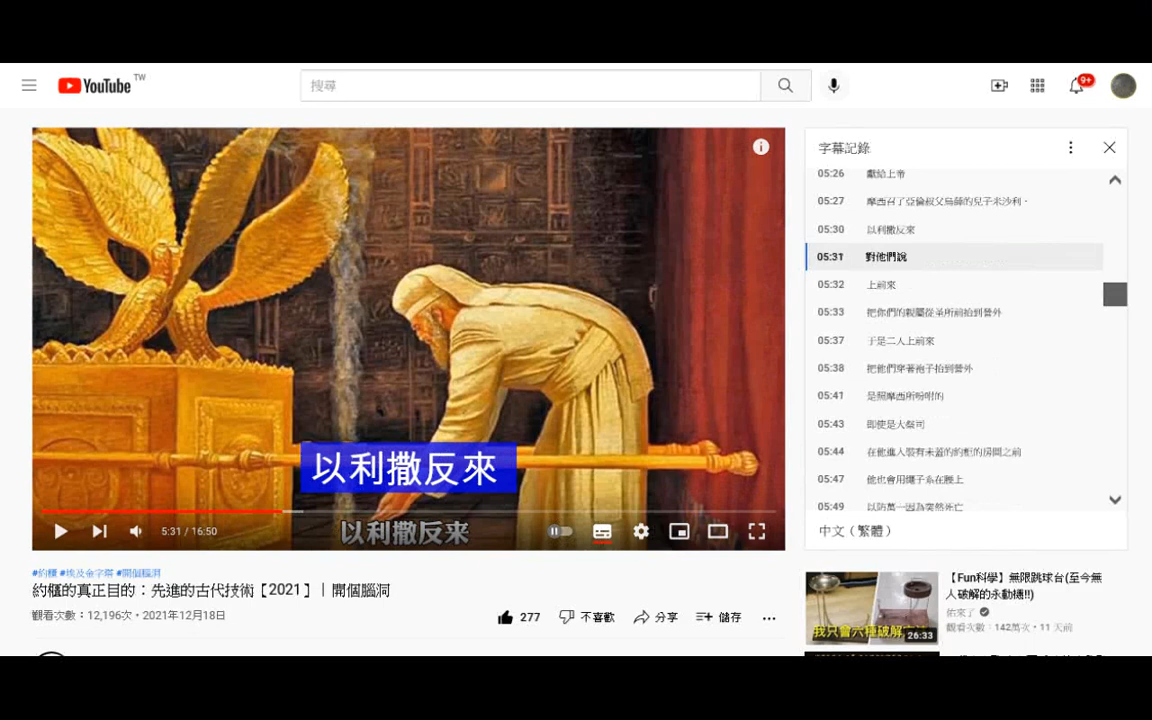 YouTube TW
搜尋
9+
以利撒反來
以利撒反来
5:31 / 16:50
字幕記錄
05:26 獻給上帝
05:27 摩西召了亞倫叔父烏薛的兒子米沙利、
05:30 以利撒反來
05:31 對他們說
05:32 上前來
05:33 把你們的親屬從圣所前抬到營外
05:37 于是二人上前來
05:38 把他們穿著袍子抬到營外
05:41 是照摩西所吩咐的
05:43 即使是大祭司
05:44 在他進入裝有未蓋的約柜的房間之前
05:47 他也會用繩子系在腰上
05:49 以防萬一因為突然死亡
中文（繁體）
#約櫃 #埃及金字塔 #開個腦洞
約櫃的真正目的：先進的古代技術【2021】｜開個腦洞
觀看次數：12,196次・2021年12月18日
277 不喜歡 分享 儲存
我只會六種破解
26:33
【Fun科學】無限跳球台(至今無人破解的永動機!!)
佑來了
觀看次數：142萬次・11 天前